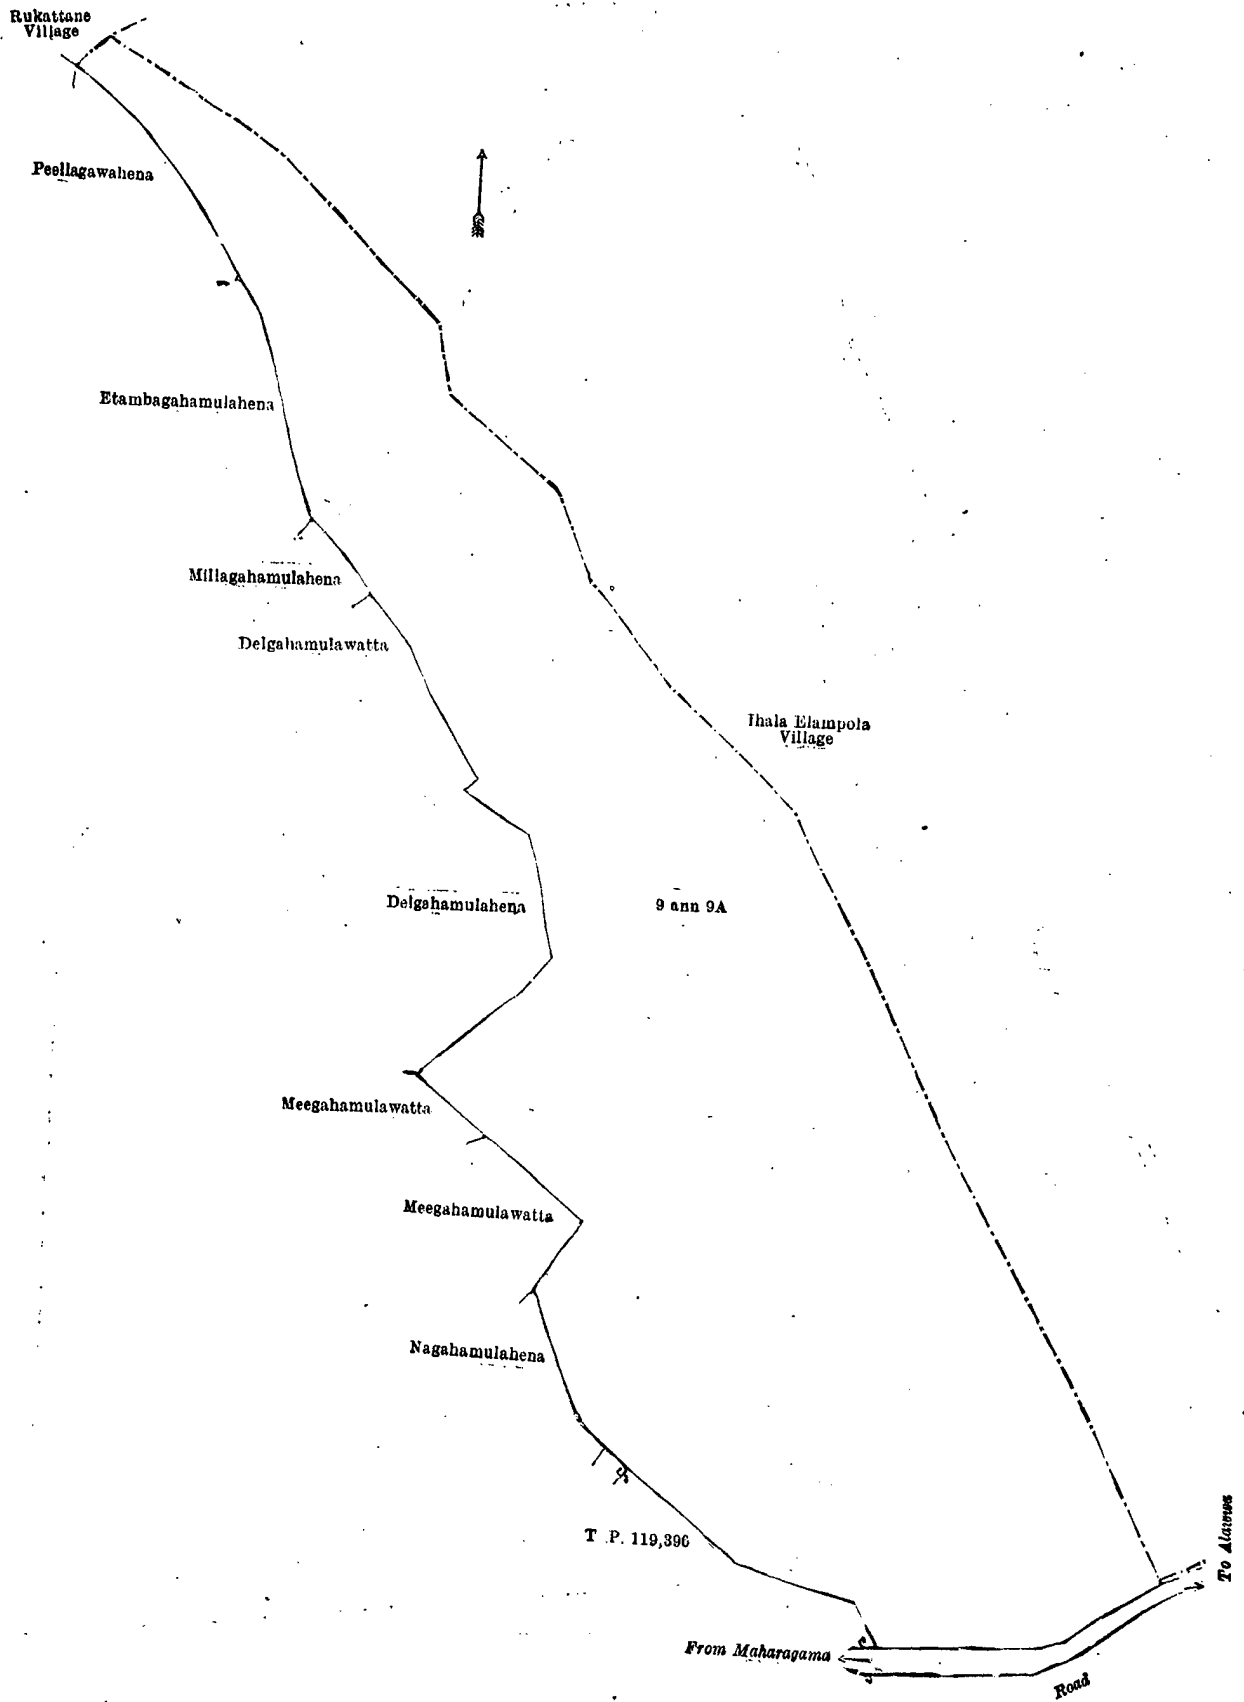 Rukattane
Village
Peellagawahena
Etambagahamulahena
Millagahamulahena
Delgahamulawatta
Ihala Elampola
Village
Delgahamulahena
9 ann 9A
Meegahamulawatta
Meegahamulawatta
Nagahamulahena
T.P. 119,396
To Alawwa
From Maharagama
Road